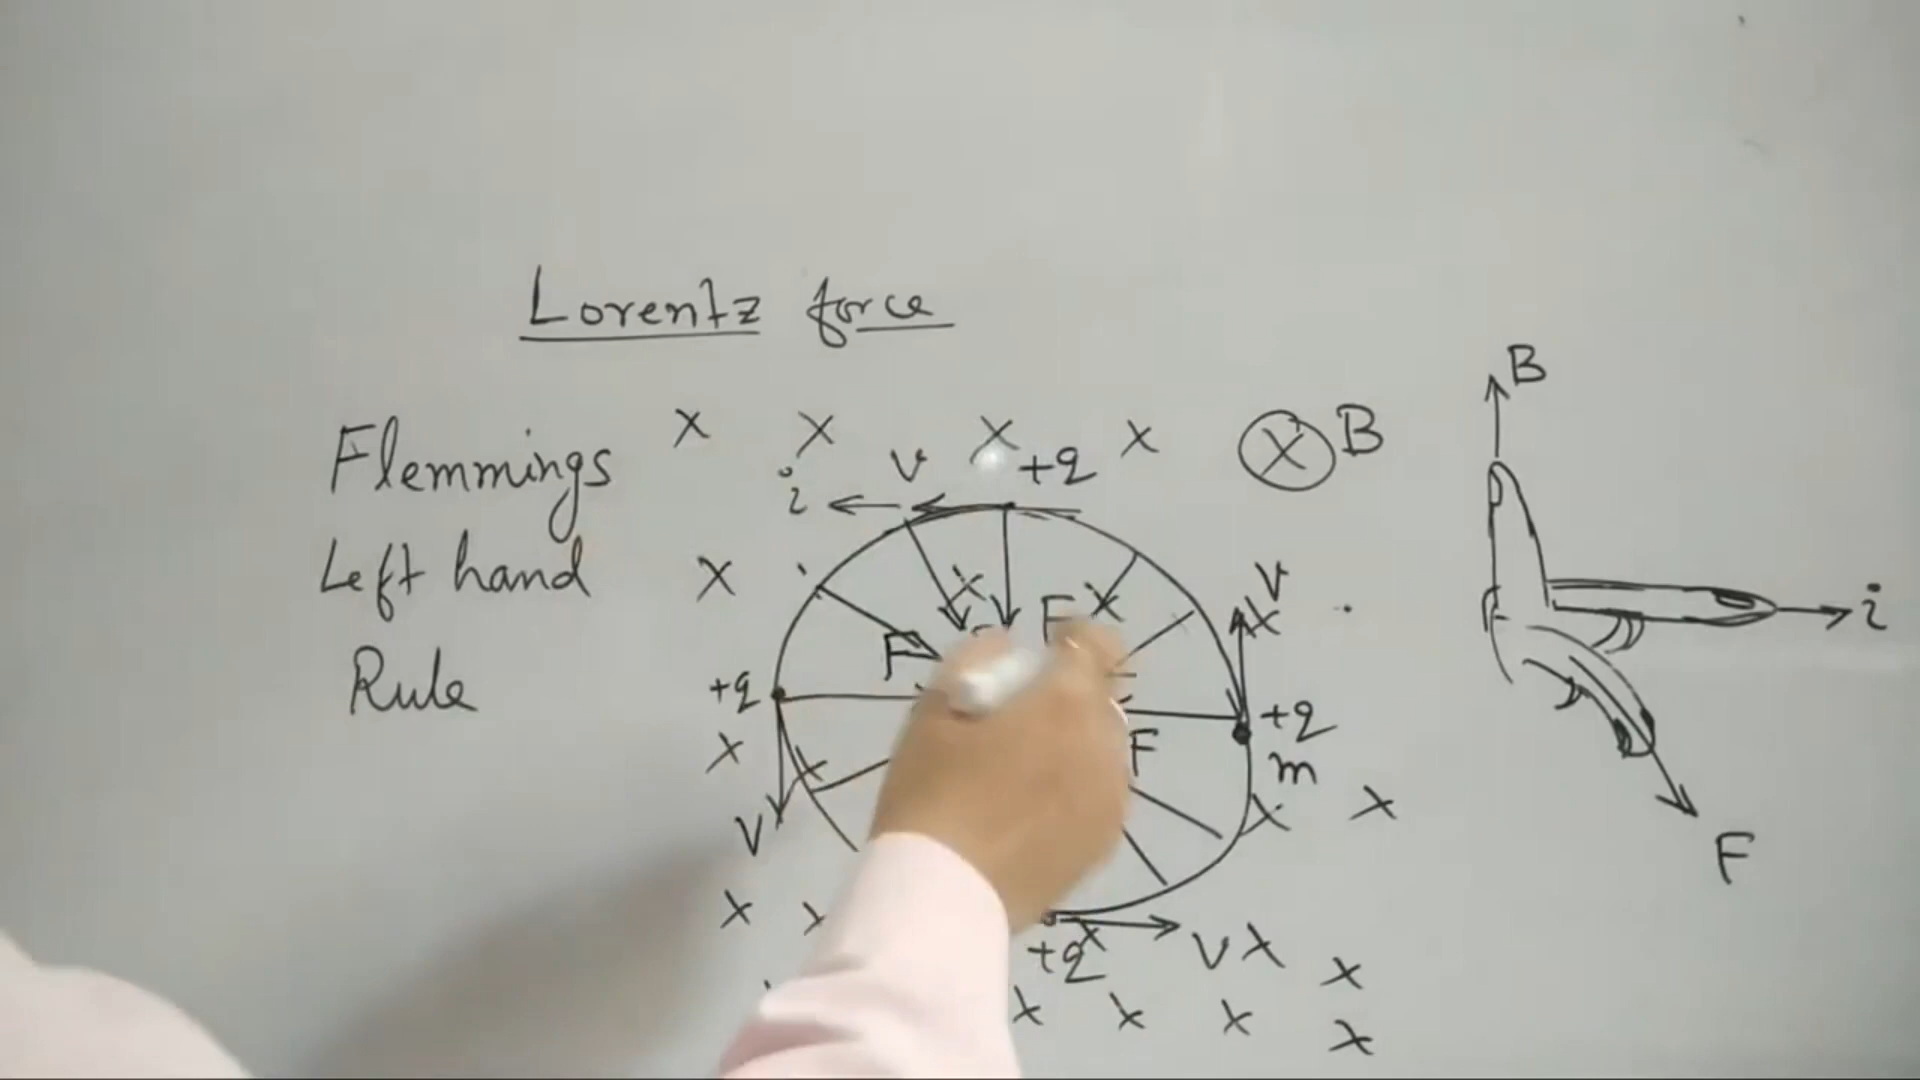 Lorentz force
Flemmings
Left hand
Rule
X X X X ⓧ B
i v +q
X X X X
v
F F
+q +q
m
F
X X X X
V
X X
+q V X X
X X X X
B
i
F